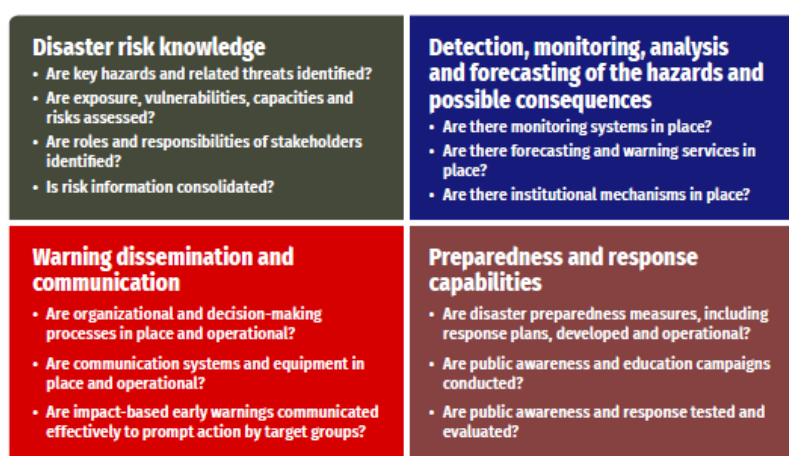 Disaster risk knowledge
• Are key hazards and related threats identified?
• Are exposure, vulnerabilities, capacities and
risks assessed?
• Are roles and responsibilities of stakeholders
identified?
• Is risk information consolidated?
Detection, monitoring, analysis
and forecasting of the hazards and
possible consequences
• Are there monitoring systems in place?
• Are there forecasting and warning services in
place?
• Are there institutional mechanisms in place?
Warning dissemination and
communication
• Are organizational and decision-making
processes in place and operational?
• Are communication systems and equipment in
place and operational?
• Are impact-based early warnings communicated
effectively to prompt action by target groups?
Preparedness and response
capabilities
• Are disaster preparedness measures, including
response plans, developed and operational?
• Are public awareness and education campaigns
conducted?
• Are public awareness and response tested and
evaluated?